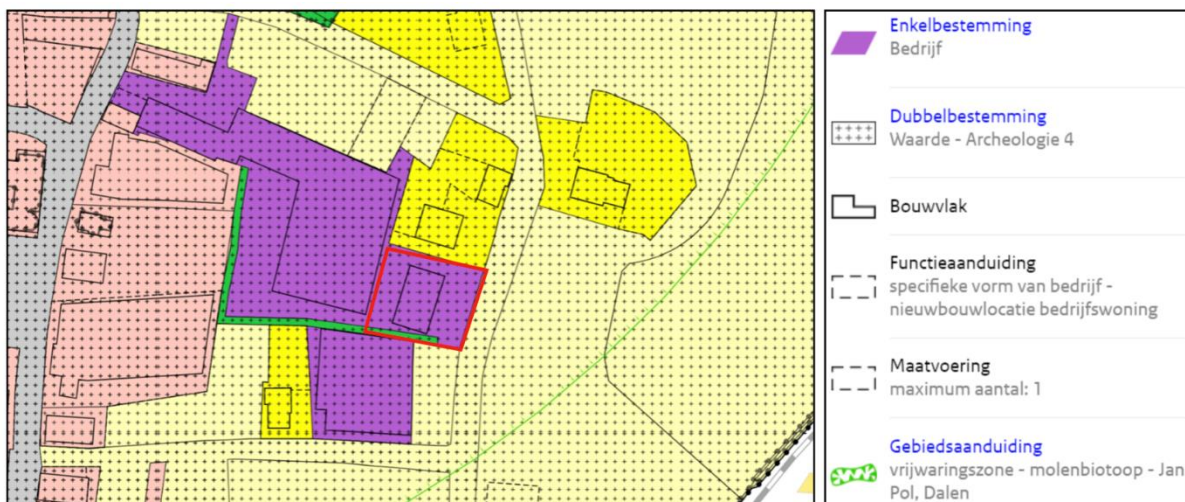 Enkelbestemming
Bedrijf
Dubbelbestemming
Waarde - Archeologie 4
Bouwvlak
Functieaanduiding
specifieke vorm van bedrijf -
nieuwbouwlocatie bedrijfswoning
Maatvoering
maximum aantal: 1
Gebiedsaanduiding
vrijwaringszone - molenbiotoop - Jan
Pol, Dalen